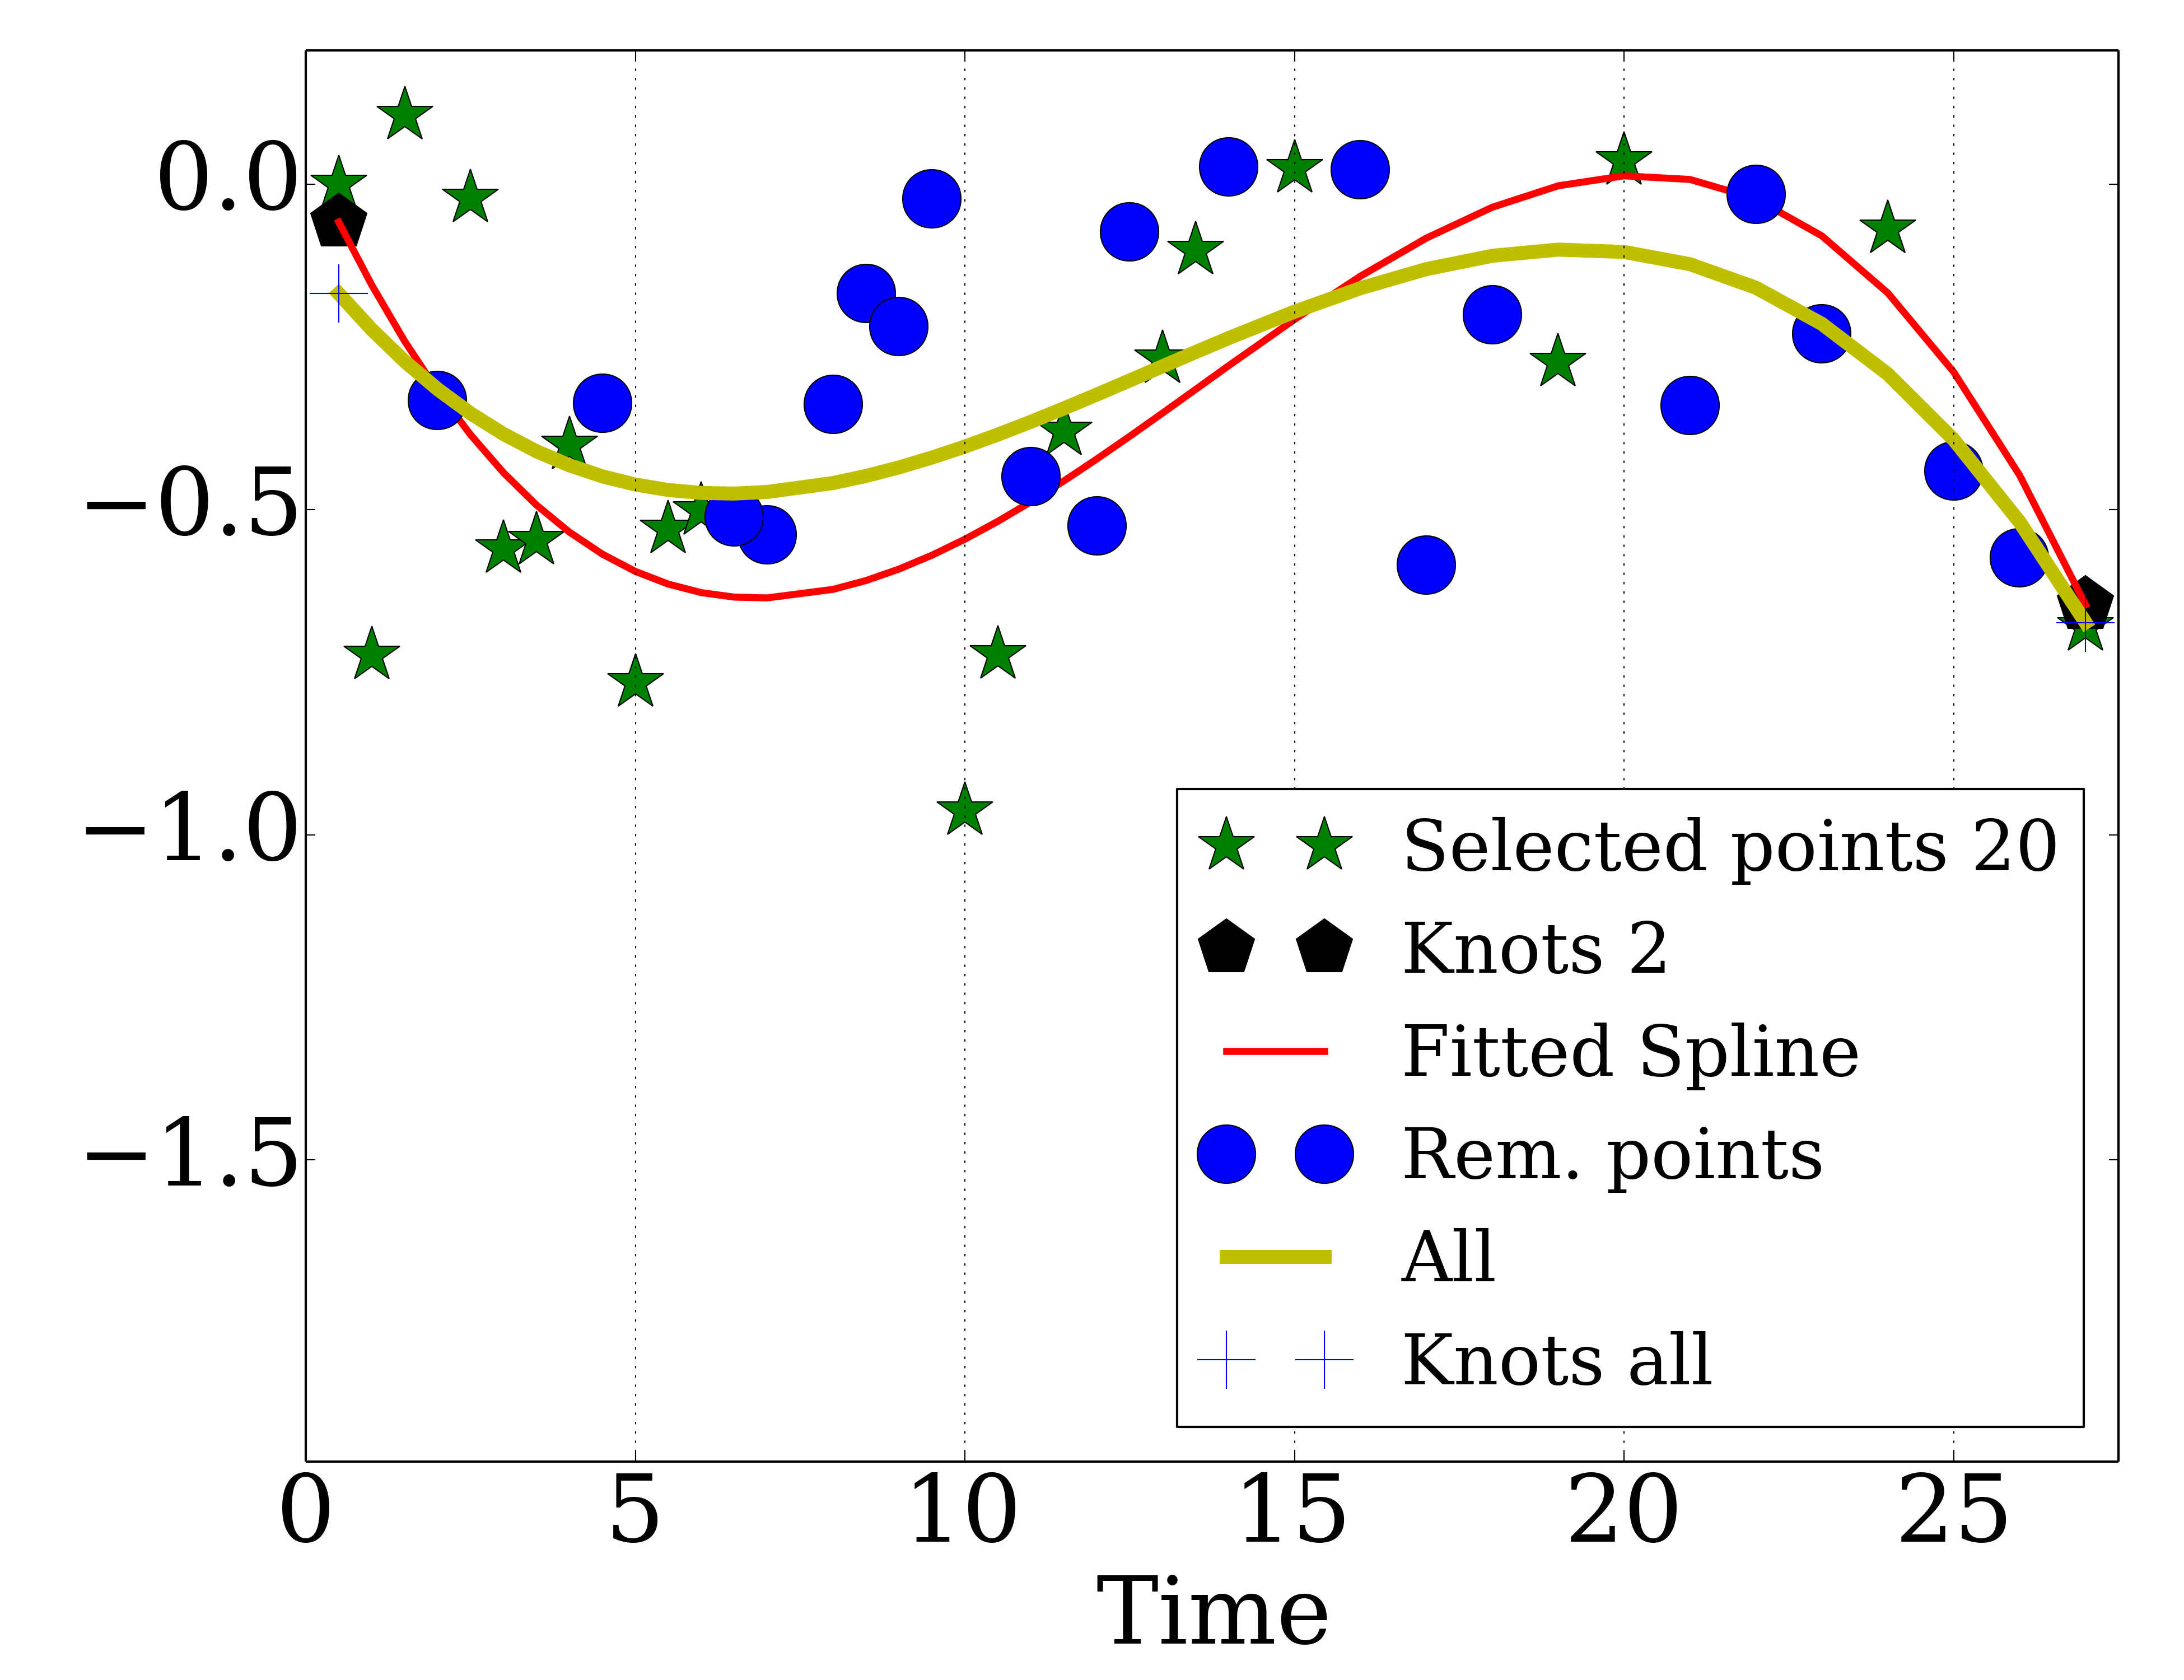 0.0
−0.5
−1.0
−1.5
Selected points 20
Knots 2
Fitted Spline
Rem. points
All
Knots all
0 5 10 15 20 25
Time